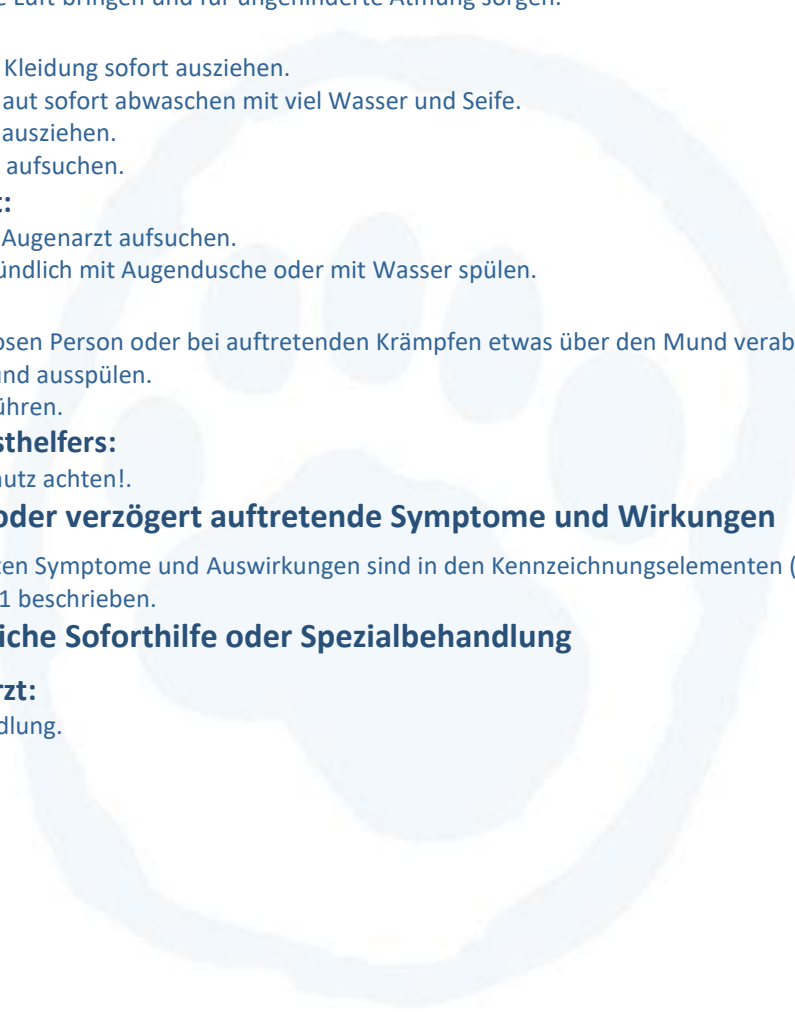 Luft bringen und für ungehinderte Atmung sorgen.
Kleidung sofort ausziehen.
aut sofort abwaschen mit viel Wasser und Seife.
ausziehen.
aufsuchen.
t:
Augenarzt aufsuchen.
ündlich mit Augendusche oder mit Wasser spülen.
osen Person oder bei auftretenden Krämpfen etwas über den Mund verab
und ausspülen.
ühren.
sthelfers:
utz achten!.
oder verzögert auftretende Symptome und Wirkungen
ten Symptome und Auswirkungen sind in den Kennzeichnungselementen (
1 beschrieben.
iche Soforthilfe oder Spezialbehandlung
rzt:
dlung.